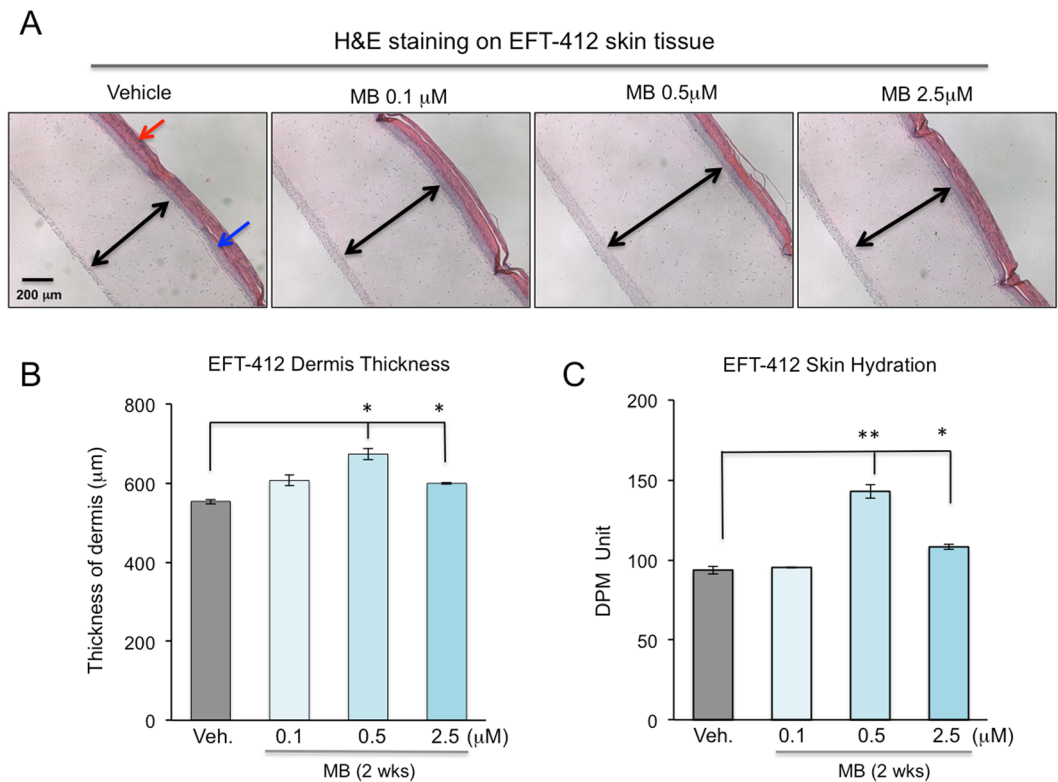 A
H&E staining on EFT-412 skin tissue
Vehicle
MB 0.1 μM
MB 0.5μM
MB 2.5μM
200 μm
B
EFT-412 Dermis Thickness
Thickness of dermis (μm)
800
600
400
200
0
* *
Veh. 0.1 0.5 2.5 (μM)
MB (2 wks)
C
EFT-412 Skin Hydration
DPM Unit
200
150
100
50
0
** *
Veh. 0.1 0.5 2.5 (μM)
MB (2 wks)